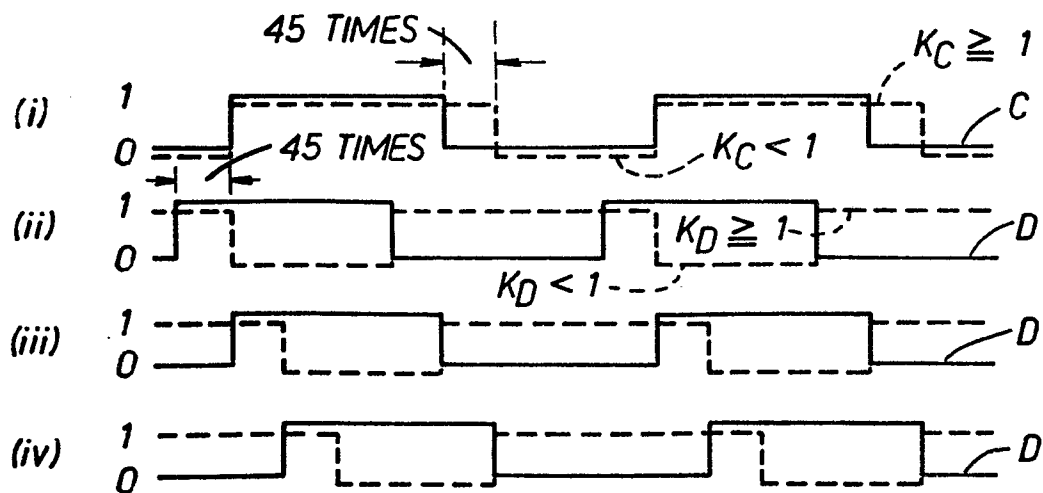 45 TIMES
K_C ≧ 1
(i) 1 C
0 45 TIMES K_C < 1
(ii) 1 K_D ≧ 1 D
0 K_D < 1
(iii) 1 D
0
(iv) 1 D
0